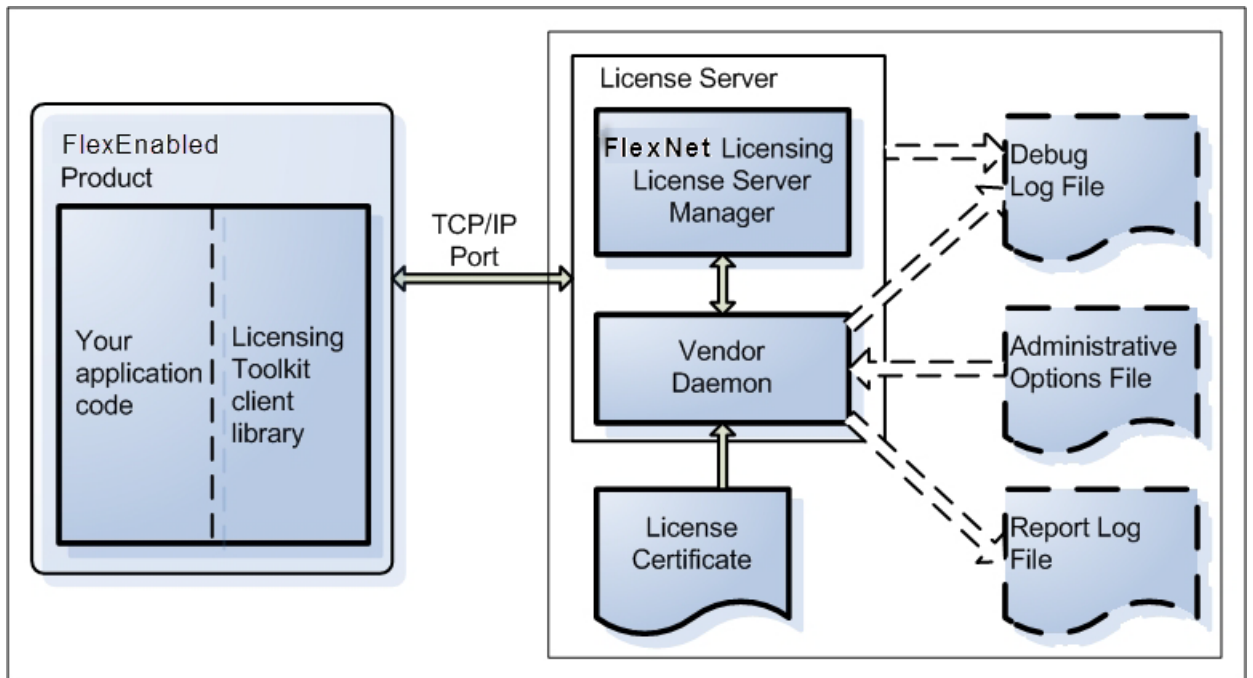 FlexEnabled
Product
Your
application
code
Licensing
Toolkit
client
library
TCP/IP
Port
License Server
FlexNet Licensing
License Server
Manager
Vendor
Daemon
License
Certificate
Debug
Log File
Administrative
Options File
Report Log
File